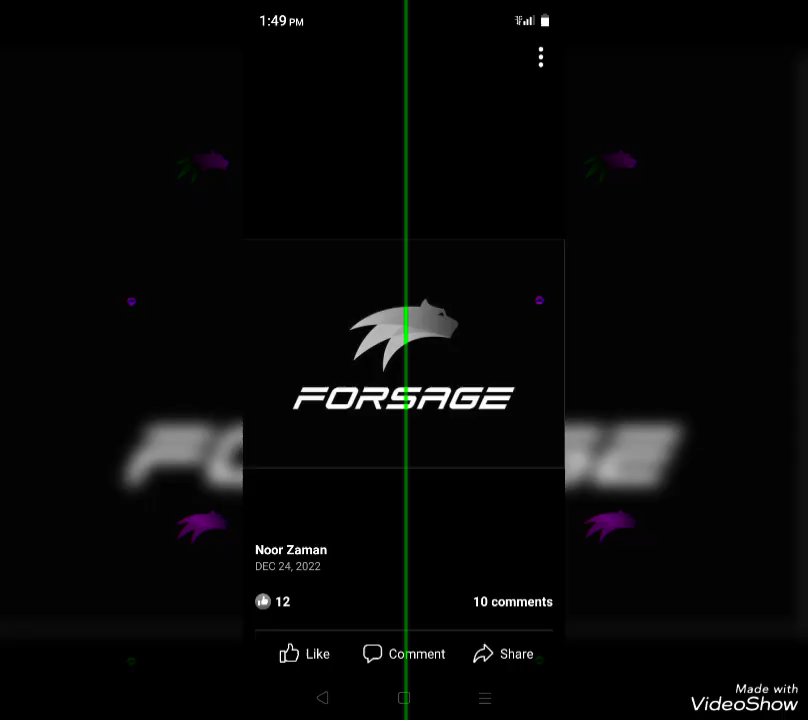 1:49 PM
FORSAGE
Noor Zaman
DEC 24, 2022
12
10 comments
Like
Comment
Share
Made with
VideoShow